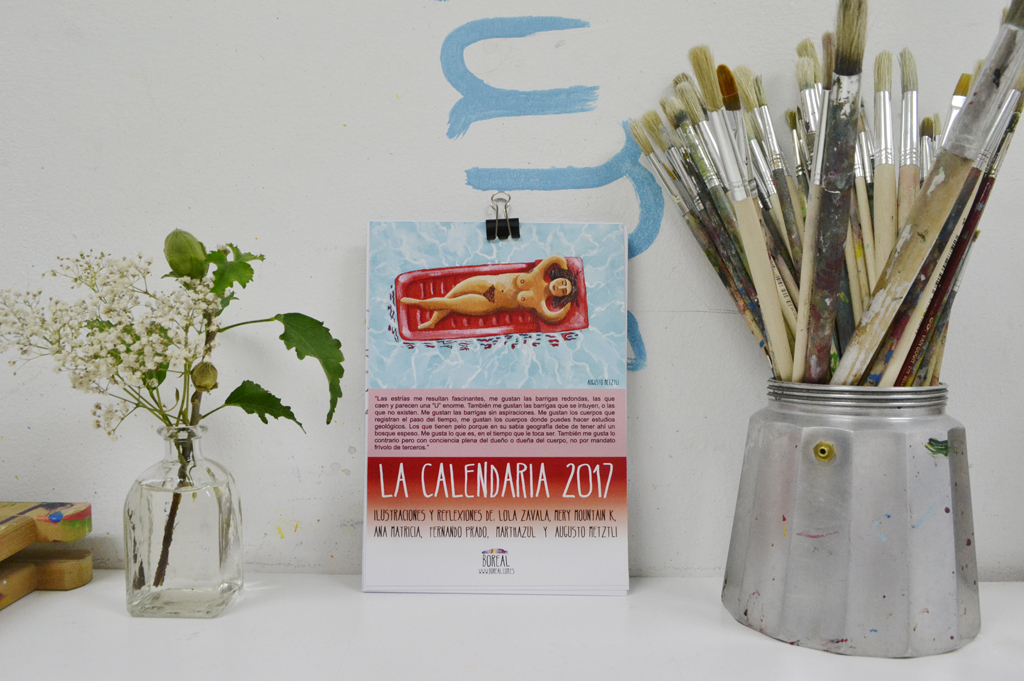 AUGUSTO METZTLI
"Las estrías me resultan fascinantes, me gustan las barrigas redondas, las que
caen y parecen una "U" enorme. También me gustan las barrigas que se intuyen, o las
que no existen. Me gustan las barrigas sin aspiraciones. Me gustan los cuerpos que
registran el paso del tiempo, me gustan los cuerpos donde puedes hacer estudios
geológicos. Los que tienen pelo porque en su sabia geografía debe de tener ahí un
bosque espeso. Me gusta lo que es, en el tiempo que le toca ser. También me gusta lo
contrario pero con conciencia plena del dueño o dueña del cuerpo, no por mandato
frívolo de terceros."
LA CALENDARIA 2017
ILUSTRACIONES Y REFLEXIONES DE: LOLA ZAVALA, MERY MOUNTAIN K,
ANA MATRICIA, FERNANDO PRADO, MARTHAZUL Y AUGUSTO METZTLI
BOREAL
WWW.BOREAL.COM.ES